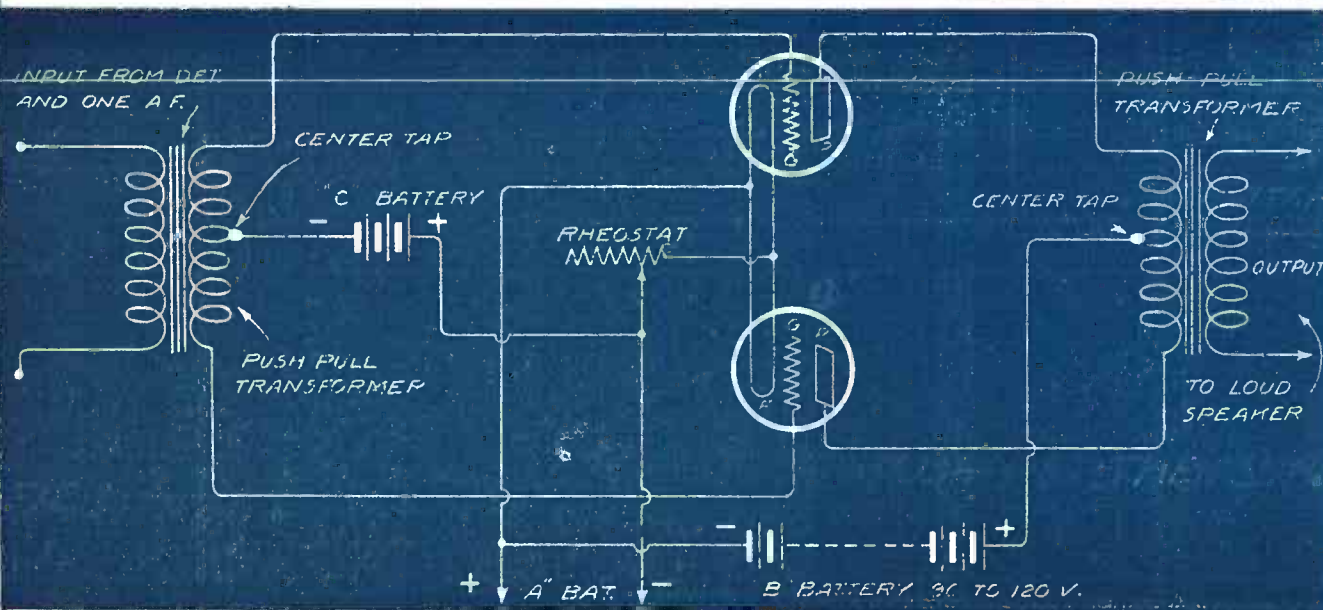 INPUT FROM DET.
AND ONE A.F.
CENTER TAP
"C" BATTERY
-
+
RHEOSTAT
PUSH PULL
TRANSFORMER
G
G
P
F
PUSH-PULL
TRANSFORMER
CENTER TAP
OUTPUT
TO LOUD
SPEAKER
-
+
+
"A" BAT.
-
"B" BATTERY 90 TO 120 V.